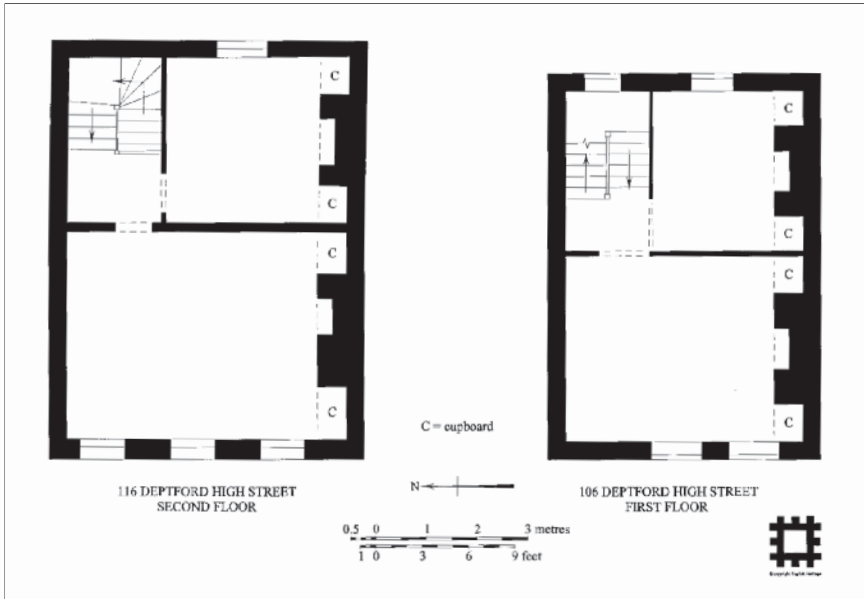 C
C
C
C
C
C
C
C
C = cupboard
N
116 DEPTFORD HIGH STREET
SECOND FLOOR
106 DEPTFORD HIGH STREET
FIRST FLOOR
0.5 0 1 2 3 metres
1 0 3 6 9 feet